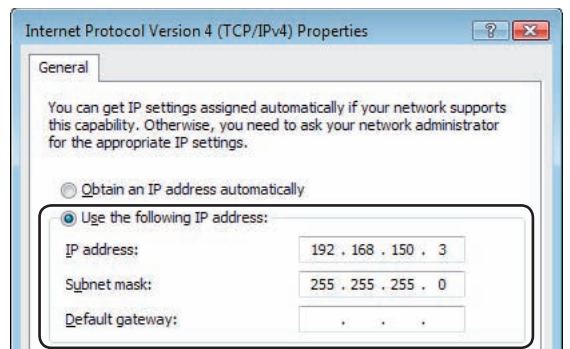 Internet Protocol Version 4 (TCP/IPv4) Properties
General
You can get IP settings assigned automatically if your network supports
this capability. Otherwise, you need to ask your network administrator
for the appropriate IP settings.
Obtain an IP address automatically
Use the following IP address:
IP address: 192 . 168 . 150 . 3
Subnet mask: 255 . 255 . 255 . 0
Default gateway: . . .